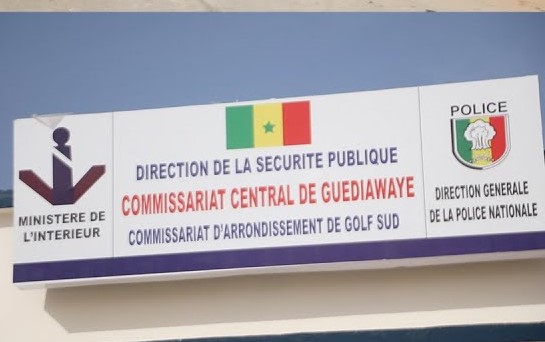 MINISTERE DE
L'INTERIEUR
DIRECTION DE LA SECURITE PUBLIQUE
COMMISSARIAT CENTRAL DE GUEDIAWAYE
COMMISSARIAT D'ARRONDISSEMENT DE GOLF SUD
POLICE
DIRECTION GENERALE
DE LA POLICE NATIONALE